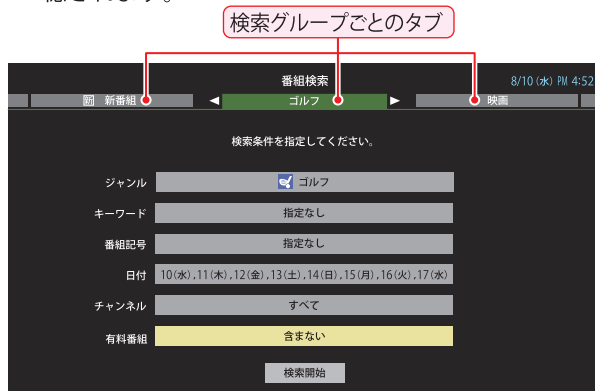 検索グループごとのタブ
番組検索 8/10 (水) PM 4:52
新 新番組 ◀ ゴルフ ▶ 映画
検索条件を指定してください。
ジャンル ゴルフ
キーワード 指定なし
番組記号 指定なし
日付 10(水),11(木),12(金),13(土),14(日),15(月),16(火),17(水)
チャンネル すべて
有料番組 含まない
検索開始